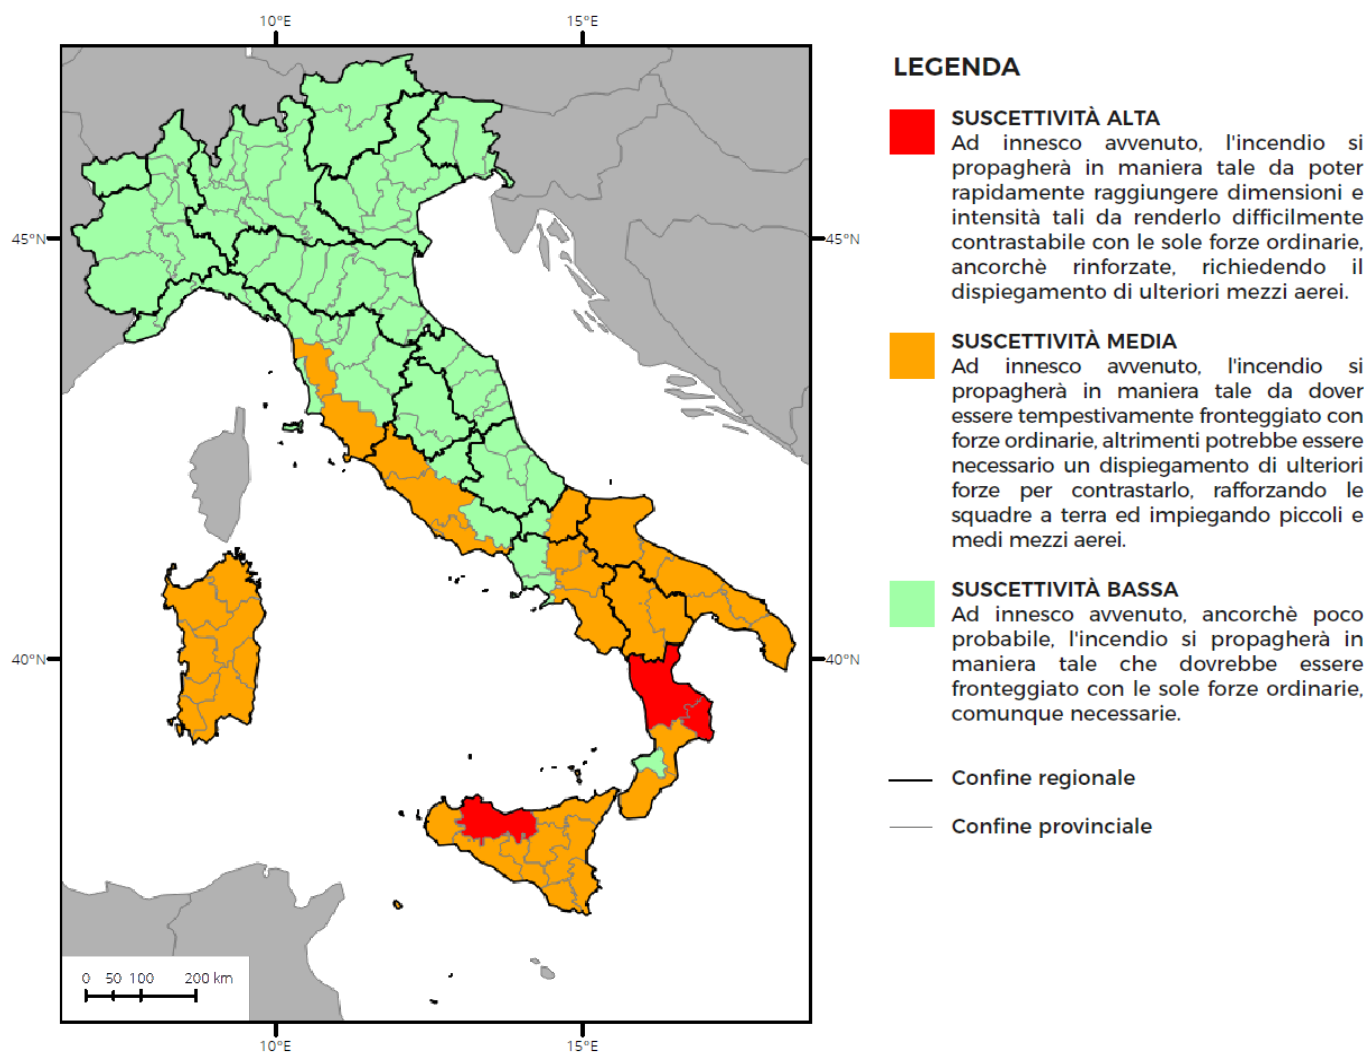 10°E 15°E
LEGENDA
SUSCETTIVITÀ ALTA
Ad innesco avvenuto, l'incendio si
propagherà in maniera tale da poter
rapidamente raggiungere dimensioni e
intensità tali da renderlo difficilmente
contrastabile con le sole forze ordinarie,
ancorchè rinforzate, richiedendo il
dispiegamento di ulteriori mezzi aerei.
45°N 45°N
SUSCETTIVITÀ MEDIA
Ad innesco avvenuto, l'incendio si
propagherà in maniera tale da dover
essere tempestivamente fronteggiato con
forze ordinarie, altrimenti potrebbe essere
necessario un dispiegamento di ulteriori
forze per contrastarlo, rafforzando le
squadre a terra ed impiegando piccoli e
medi mezzi aerei.
SUSCETTIVITÀ BASSA
Ad innesco avvenuto, ancorchè poco
probabile, l'incendio si propagherà in
maniera tale che dovrebbe essere
fronteggiato con le sole forze ordinarie,
comunque necessarie.
40°N 40°N
Confine regionale
Confine provinciale
0 50 100 200 km
10°E 15°E